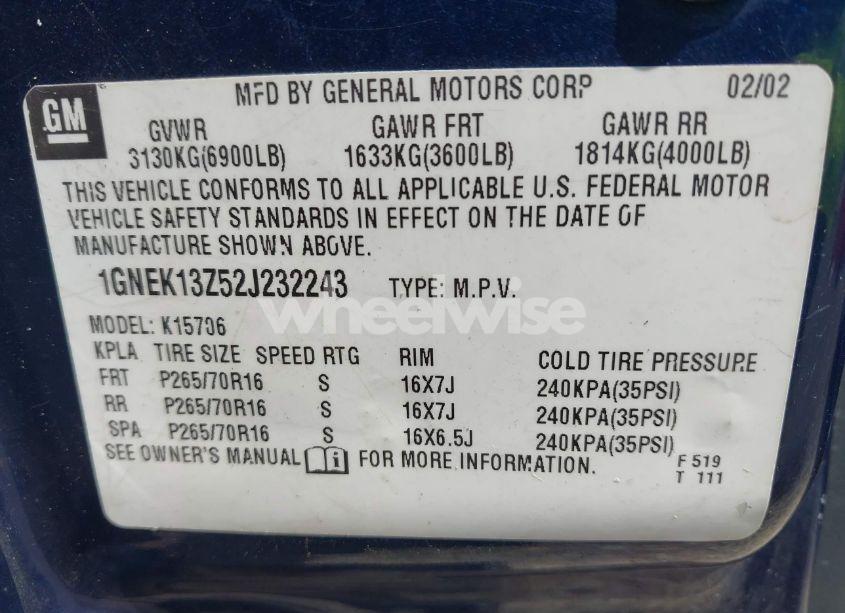 GM
MFD BY GENERAL MOTORS CORP 02/02
GVWR GAWR FRT GAWR RR
3130KG(6900LB) 1633KG(3600LB) 1814KG(4000LB)
THIS VEHICLE CONFORMS TO ALL APPLICABLE U.S. FEDERAL MOTOR
VEHICLE SAFETY STANDARDS IN EFFECT ON THE DATE OF
MANUFACTURE SHOWN ABOVE.
1GNEK13Z52J232243 TYPE: M.P.V.
wheelwise
MODEL: K15706
KPLA TIRE SIZE SPEED RTG RIM COLD TIRE PRESSURE
FRT P265/70R16 S 16X7J 240KPA(35PSI)
RR P265/70R16 S 16X7J 240KPA(35PSI)
SPA P265/70R16 S 16X6.5J 240KPA(35PSI)
SEE OWNER'S MANUAL i FOR MORE INFORMATION.
F 519
T 111